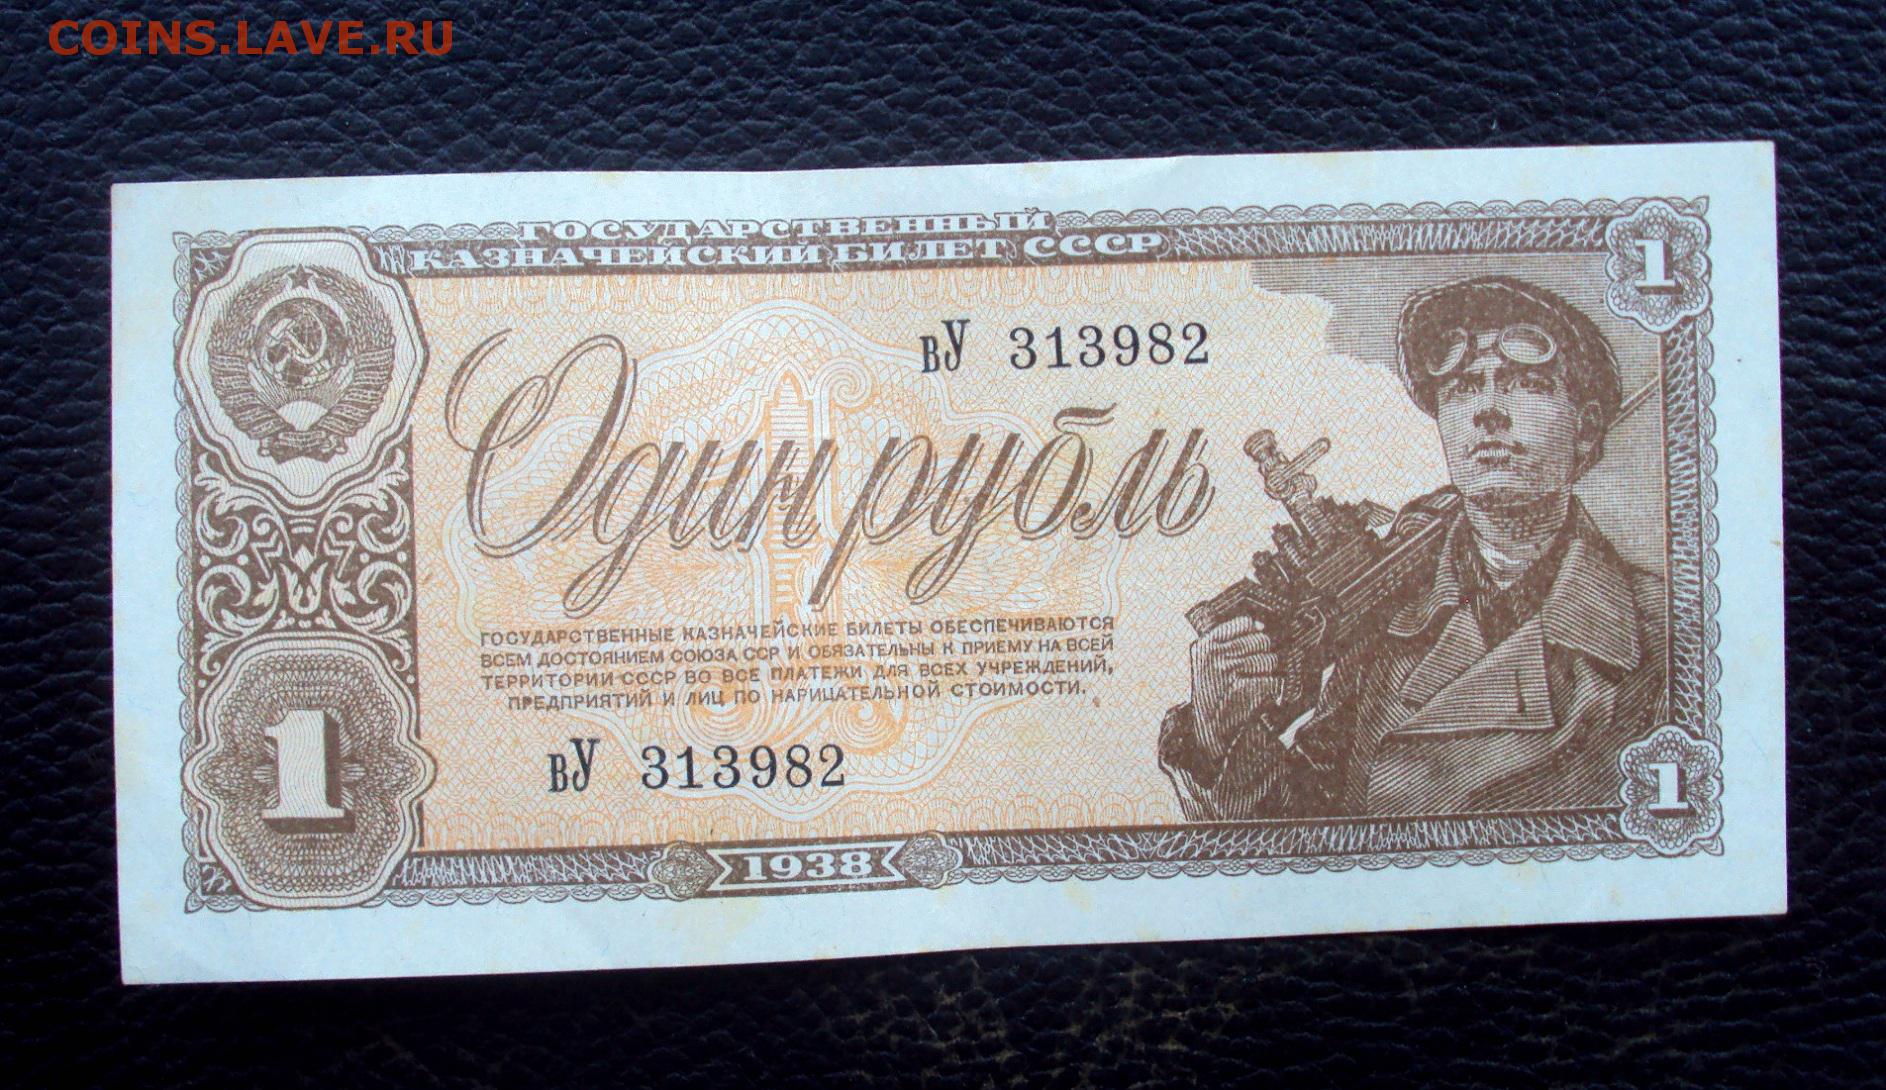 COINS.LAVE.RU
ГОСУДАРСТВЕННЫЙ
КАЗНАЧЕЙСКИЙ БИЛЕТ СССР
1
вУ 313982
Один рубль
ГОСУДАРСТВЕННЫЕ КАЗНАЧЕЙСКИЕ БИЛЕТЫ ОБЕСПЕЧИВАЮТСЯ
ВСЕМ ДОСТОЯНИЕМ СОЮЗА ССР И ОБЯЗАТЕЛЬНЫ К ПРИЕМУ НА ВСЕЙ
ТЕРРИТОРИИ СССР ВО ВСЕ ПЛАТЕЖИ ДЛЯ ВСЕХ УЧРЕЖДЕНИЙ,
ПРЕДПРИЯТИЙ И ЛИЦ ПО НАРИЦАТЕЛЬНОЙ СТОИМОСТИ.
вУ 313982
1
1
1938